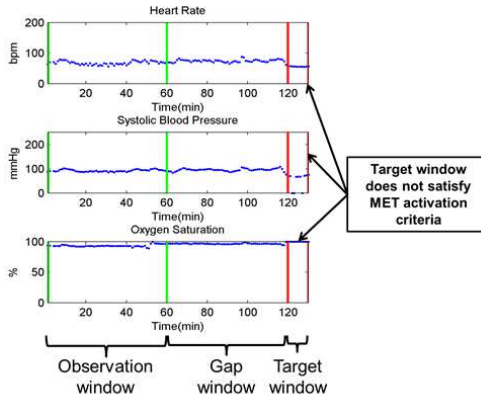 Heart Rate
200
100
0
bpm
20 40 60 80 100 120
Time(min)
Systolic Blood Pressure
200
100
0
mmHg
20 40 60 80 100 120
Time(min)
Oxygen Saturation
100
50
0
%
20 40 60 80 100 120
Time(min)
Target window
does not satisfy
MET activation
criteria
Observation
window
Gap
window
Target
window